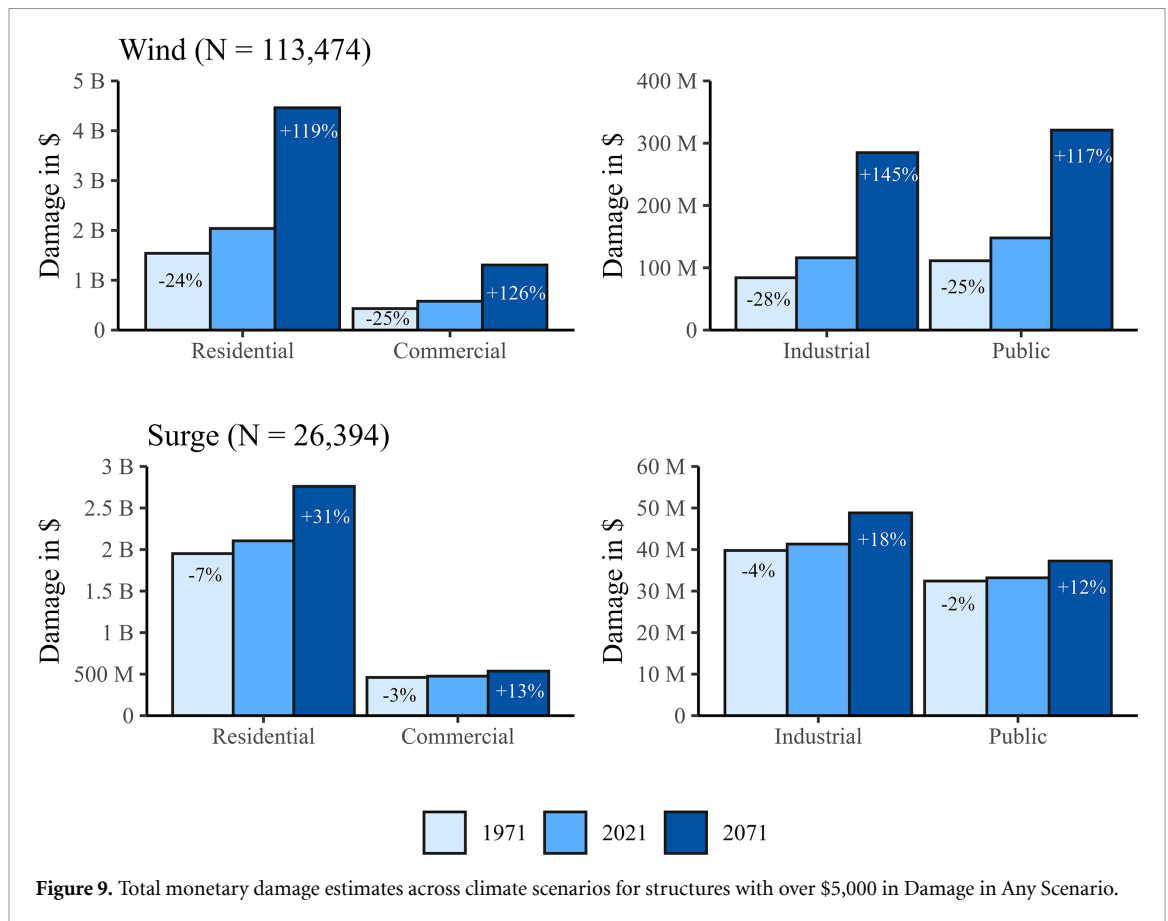 Wind (N = 113,474)
Damage in $
5 B
4 B
3 B
2 B
1 B
0
-24%
+119%
-25%
+126%
Residential
Commercial
Damage in $
400 M
300 M
200 M
100 M
0
-28%
+145%
-25%
+117%
Industrial
Public
Surge (N = 26,394)
Damage in $
3 B
2.5 B
2 B
1.5 B
1 B
500 M
0
-7%
+31%
-3%
+13%
Residential
Commercial
Damage in $
60 M
50 M
40 M
30 M
20 M
10 M
0
-4%
+18%
-2%
+12%
Industrial
Public
1971 2021 2071
Figure 9. Total monetary damage estimates across climate scenarios for structures with over $5,000 in Damage in Any Scenario.